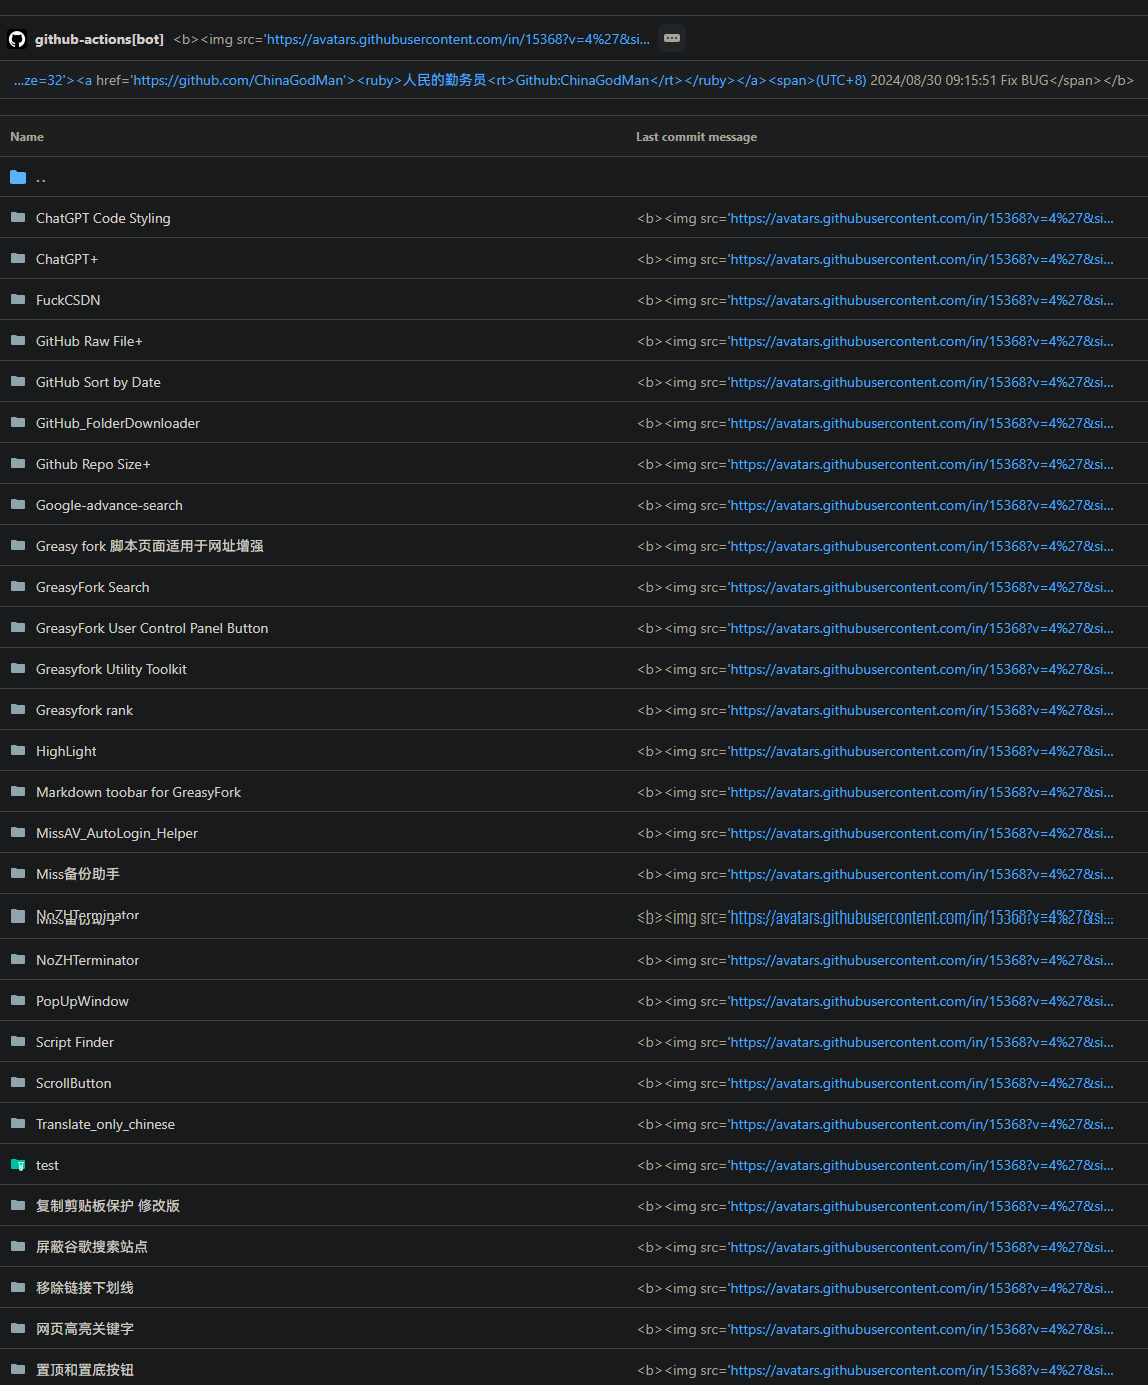 github-actions[bot] <b><img src='https://avatars.githubusercontent.com/in/15368?v=4%27&si...
...ze=32'><a href='https://github.com/ChinaGodMan'><ruby>人民的勤务员<rt>Github:ChinaGodMan</rt></ruby></a><span>(UTC+8) 2024/08/30 09:15:51 Fix BUG</span></b>
Name Last commit message
..
ChatGPT Code Styling <b><img src='https://avatars.githubusercontent.com/in/15368?v=4%27&si...
ChatGPT+ <b><img src='https://avatars.githubusercontent.com/in/15368?v=4%27&si...
FuckCSDN <b><img src='https://avatars.githubusercontent.com/in/15368?v=4%27&si...
GitHub Raw File+ <b><img src='https://avatars.githubusercontent.com/in/15368?v=4%27&si...
GitHub Sort by Date <b><img src='https://avatars.githubusercontent.com/in/15368?v=4%27&si...
GitHub_FolderDownloader <b><img src='https://avatars.githubusercontent.com/in/15368?v=4%27&si...
Github Repo Size+ <b><img src='https://avatars.githubusercontent.com/in/15368?v=4%27&si...
Google-advance-search <b><img src='https://avatars.githubusercontent.com/in/15368?v=4%27&si...
Greasy fork 脚本页面适用于网址增强 <b><img src='https://avatars.githubusercontent.com/in/15368?v=4%27&si...
GreasyFork Search <b><img src='https://avatars.githubusercontent.com/in/15368?v=4%27&si...
GreasyFork User Control Panel Button <b><img src='https://avatars.githubusercontent.com/in/15368?v=4%27&si...
Greasyfork Utility Toolkit <b><img src='https://avatars.githubusercontent.com/in/15368?v=4%27&si...
Greasyfork rank <b><img src='https://avatars.githubusercontent.com/in/15368?v=4%27&si...
HighLight <b><img src='https://avatars.githubusercontent.com/in/15368?v=4%27&si...
Markdown toobar for GreasyFork <b><img src='https://avatars.githubusercontent.com/in/15368?v=4%27&si...
MissAV_AutoLogin_Helper <b><img src='https://avatars.githubusercontent.com/in/15368?v=4%27&si...
Miss备份助手 <b><img src='https://avatars.githubusercontent.com/in/15368?v=4%27&si...
NoZHTerminator <b><img src='https://avatars.githubusercontent.com/in/15368?v=4%27&si...
NoZHTerminator <b><img src='https://avatars.githubusercontent.com/in/15368?v=4%27&si...
PopUpWindow <b><img src='https://avatars.githubusercontent.com/in/15368?v=4%27&si...
Script Finder <b><img src='https://avatars.githubusercontent.com/in/15368?v=4%27&si...
ScrollButton <b><img src='https://avatars.githubusercontent.com/in/15368?v=4%27&si...
Translate_only_chinese <b><img src='https://avatars.githubusercontent.com/in/15368?v=4%27&si...
test <b><img src='https://avatars.githubusercontent.com/in/15368?v=4%27&si...
复制剪贴板保护 修改版 <b><img src='https://avatars.githubusercontent.com/in/15368?v=4%27&si...
屏蔽谷歌搜索站点 <b><img src='https://avatars.githubusercontent.com/in/15368?v=4%27&si...
移除链接下划线 <b><img src='https://avatars.githubusercontent.com/in/15368?v=4%27&si...
网页高亮关键字 <b><img src='https://avatars.githubusercontent.com/in/15368?v=4%27&si...
置顶和置底按钮 <b><img src='https://avatars.githubusercontent.com/in/15368?v=4%27&si...